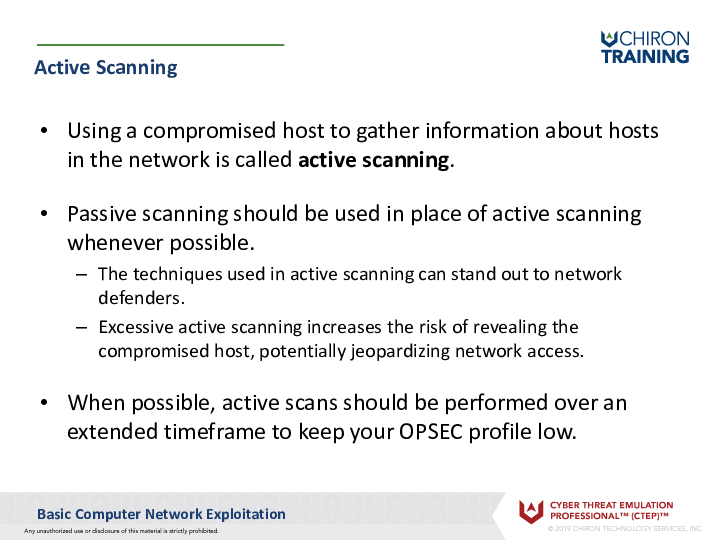 CHIRON
TRAINING
Active Scanning
• Using a compromised host to gather information about hosts
in the network is called active scanning.
• Passive scanning should be used in place of active scanning
whenever possible.
– The techniques used in active scanning can stand out to network
defenders.
– Excessive active scanning increases the risk of revealing the
compromised host, potentially jeopardizing network access.
• When possible, active scans should be performed over an
extended timeframe to keep your OPSEC profile low.
Basic Computer Network Exploitation
Any unauthorized use or disclosure of this material is strictly prohibited.
CYBER THREAT EMULATION
PROFESSIONAL™ (CTEP)™
© 2019 CHIRON TECHNOLOGY SERVICES, INC.